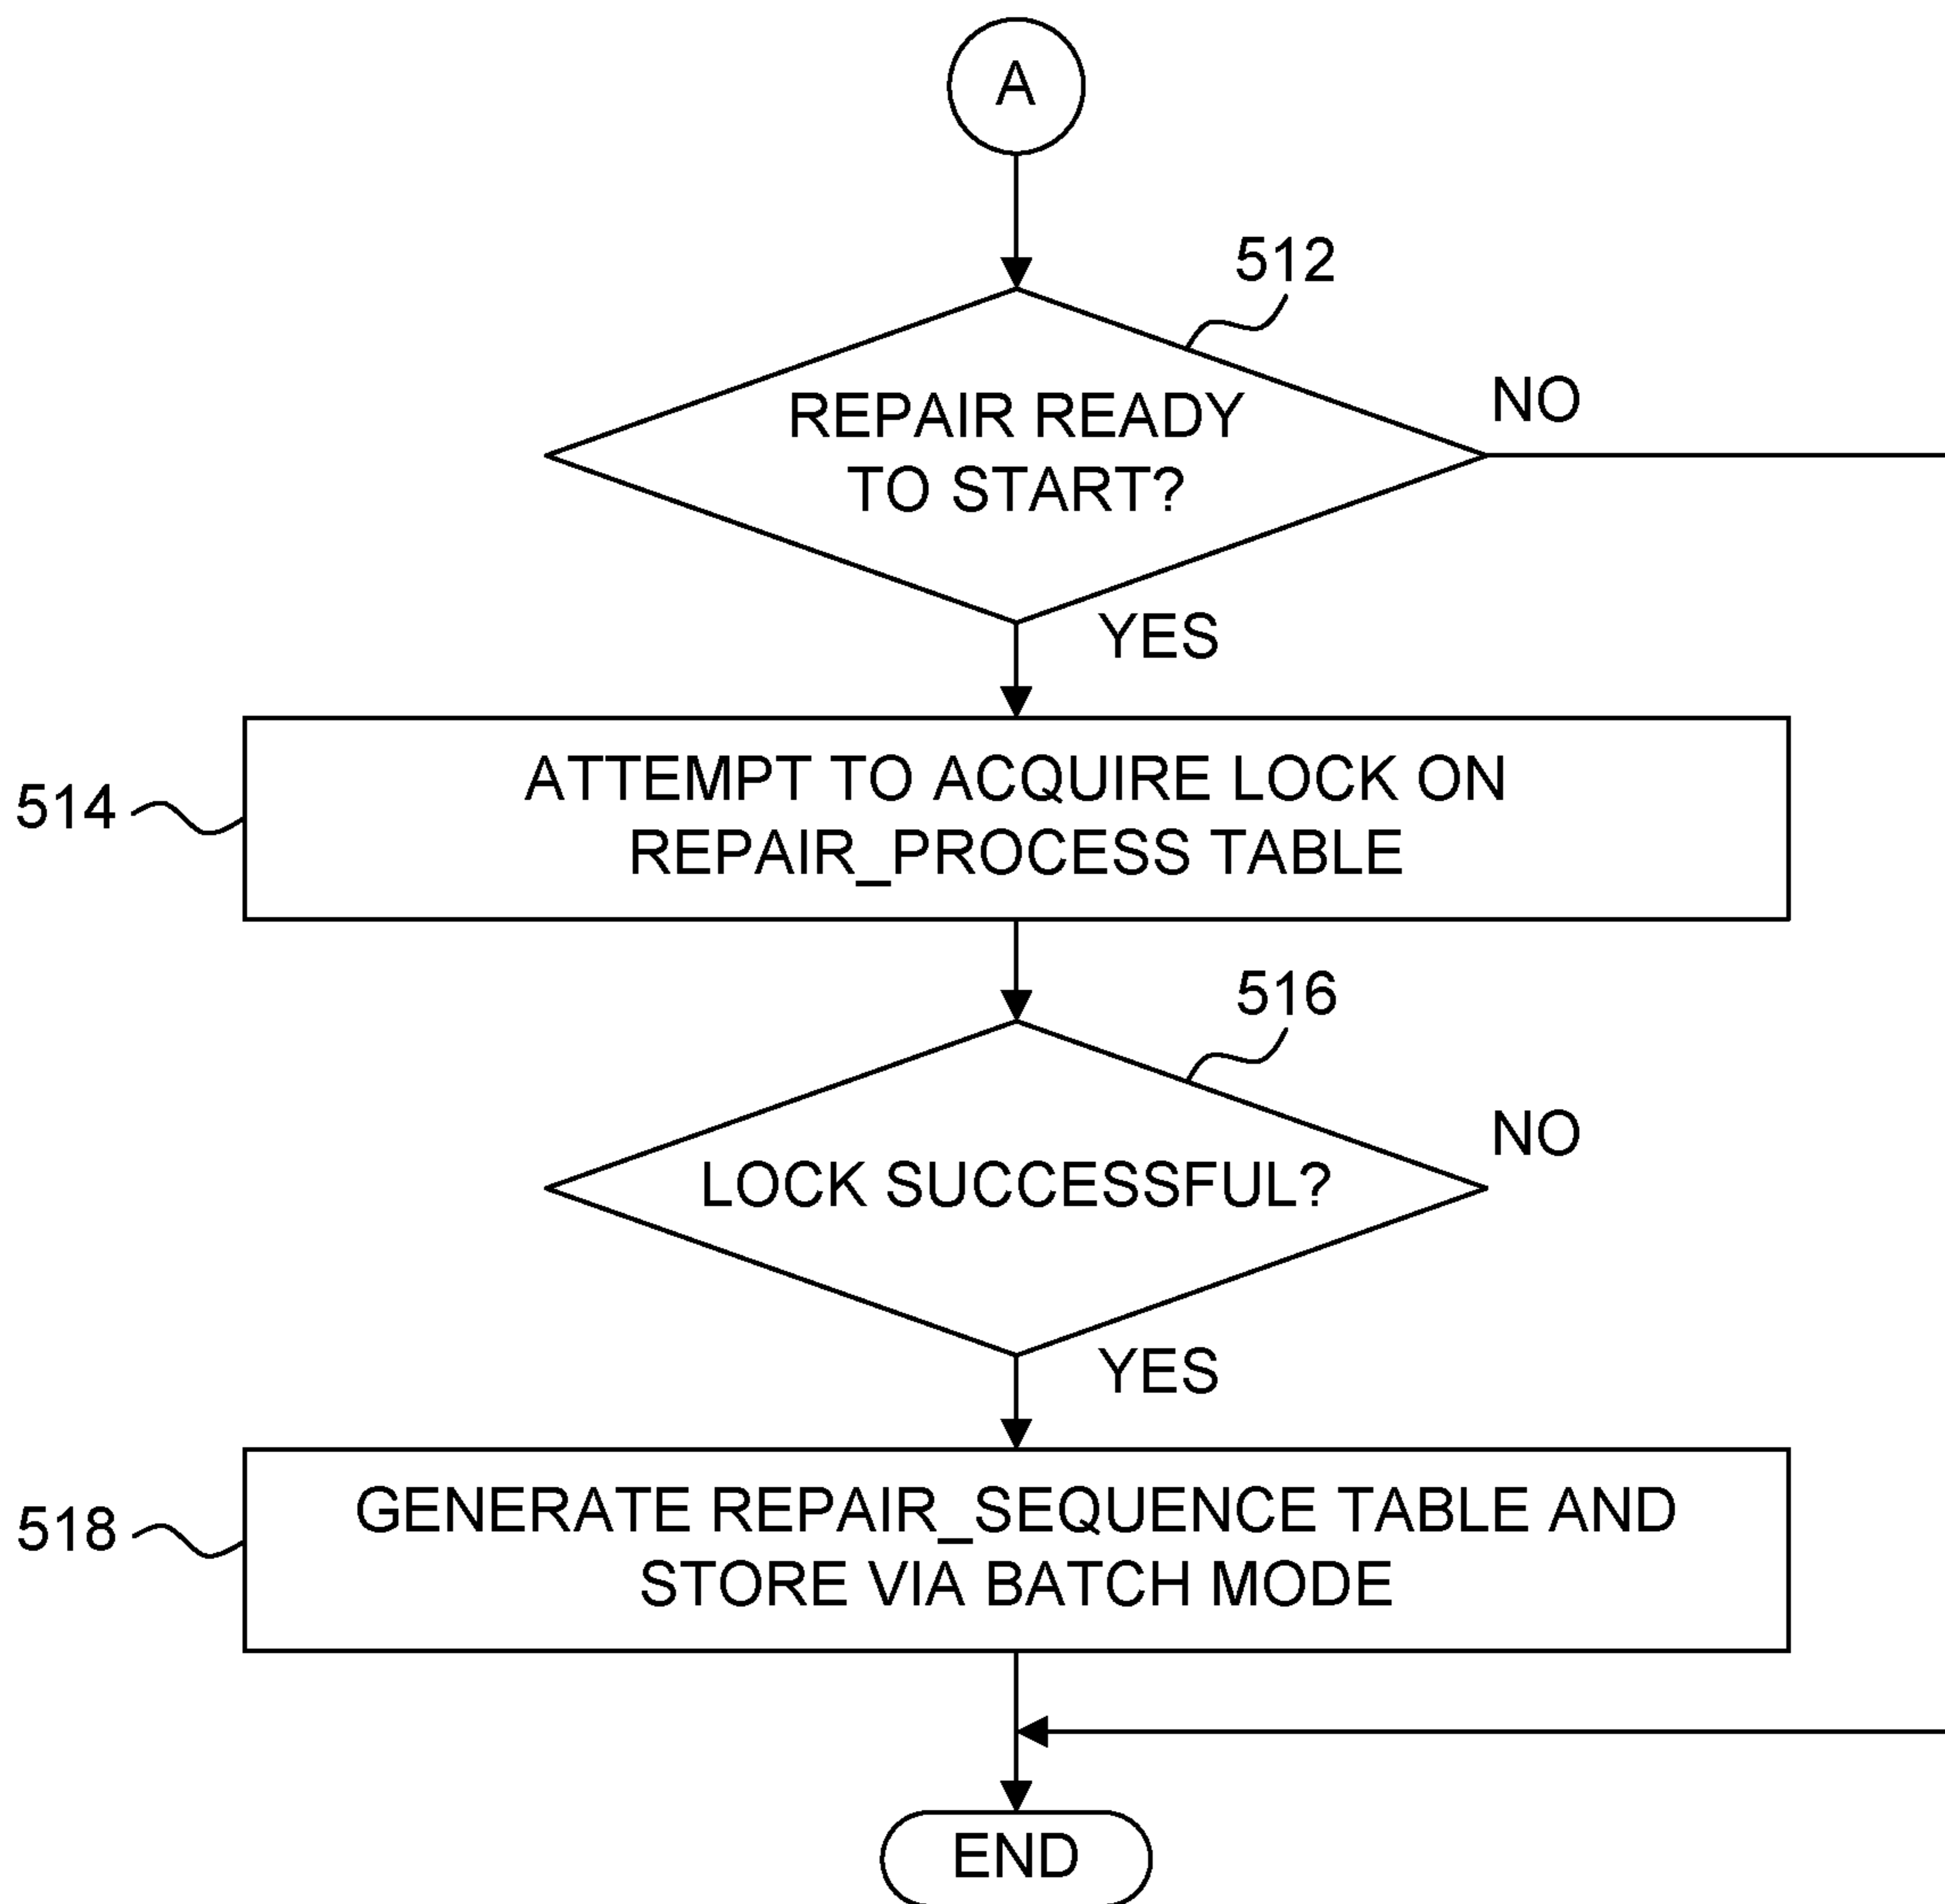 A
512
REPAIR READY
TO START?
NO
YES
514
ATTEMPT TO ACQUIRE LOCK ON
REPAIR_PROCESS TABLE
516
LOCK SUCCESSFUL?
NO
YES
518
GENERATE REPAIR_SEQUENCE TABLE AND
STORE VIA BATCH MODE
END